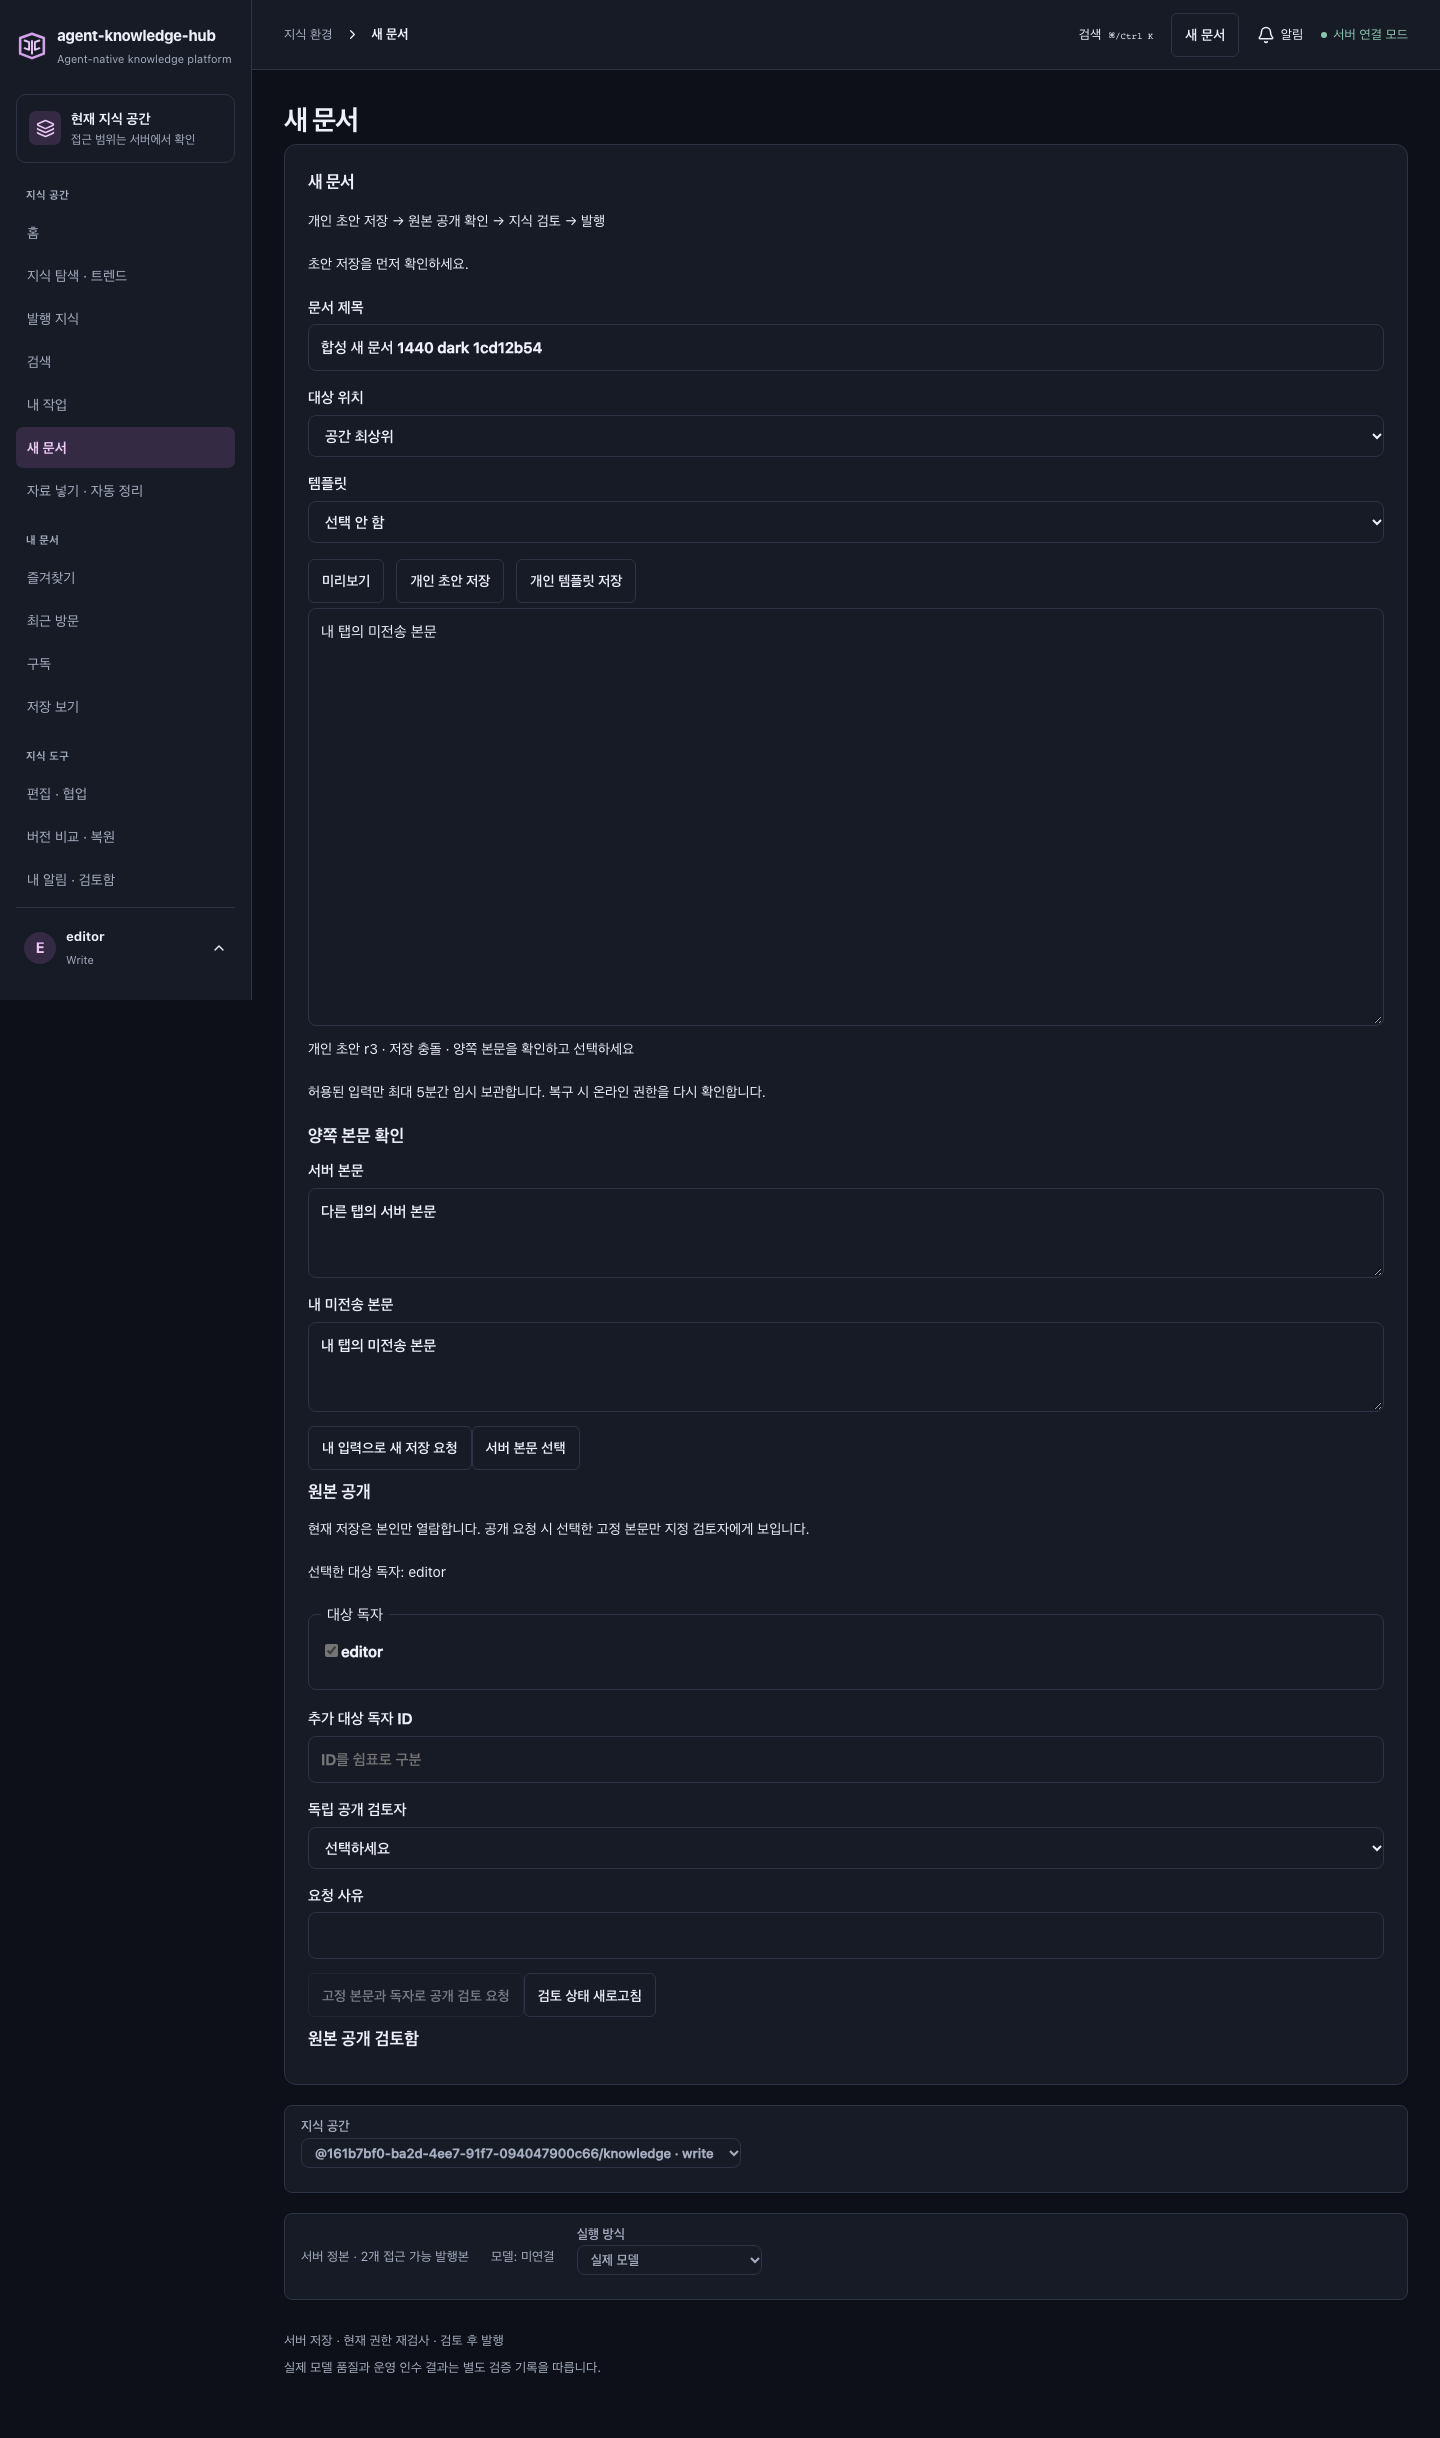 agent-knowledge-hub
Agent-native knowledge platform
현재 지식 공간
접근 범위는 서버에서 확인
지식 공간
홈
지식 탐색 · 트렌드
발행 지식
검색
내 작업
새 문서
자료 넣기 · 자동 정리
내 문서
즐겨찾기
최근 방문
구독
저장 보기
지식 도구
편집 · 협업
버전 비교 · 복원
내 알림 · 검토함
E
editor
Write
지식 환경 새 문서
검색 ⌘/Ctrl K 새 문서 알림 서버 연결 모드
새 문서
새 문서
개인 초안 저장 → 원본 공개 확인 → 지식 검토 → 발행
초안 저장을 먼저 확인하세요.
문서 제목
합성 새 문서 1440 dark 1cd12b54
대상 위치
공간 최상위
템플릿
선택 안 함
미리보기 개인 초안 저장 개인 템플릿 저장
내 탭의 미전송 본문
개인 초안 r3 · 저장 충돌 · 양쪽 본문을 확인하고 선택하세요
허용된 입력만 최대 5분간 임시 보관합니다. 복구 시 온라인 권한을 다시 확인합니다.
양쪽 본문 확인
서버 본문
다른 탭의 서버 본문
내 미전송 본문
내 탭의 미전송 본문
내 입력으로 새 저장 요청 서버 본문 선택
원본 공개
현재 저장은 본인만 열람합니다. 공개 요청 시 선택한 고정 본문만 지정 검토자에게 보입니다.
선택한 대상 독자: editor
대상 독자
editor
추가 대상 독자 ID
ID를 쉼표로 구분
독립 공개 검토자
선택하세요
요청 사유
고정 본문과 독자로 공개 검토 요청 검토 상태 새로고침
원본 공개 검토함
지식 공간
@161b7bf0-ba2d-4ee7-91f7-094047900c66/knowledge · write
실행 방식
서버 정본 · 2개 접근 가능 발행본 모델: 미연결 실제 모델
서버 저장 · 현재 권한 재검사 · 검토 후 발행
실제 모델 품질과 운영 인수 결과는 별도 검증 기록을 따릅니다.